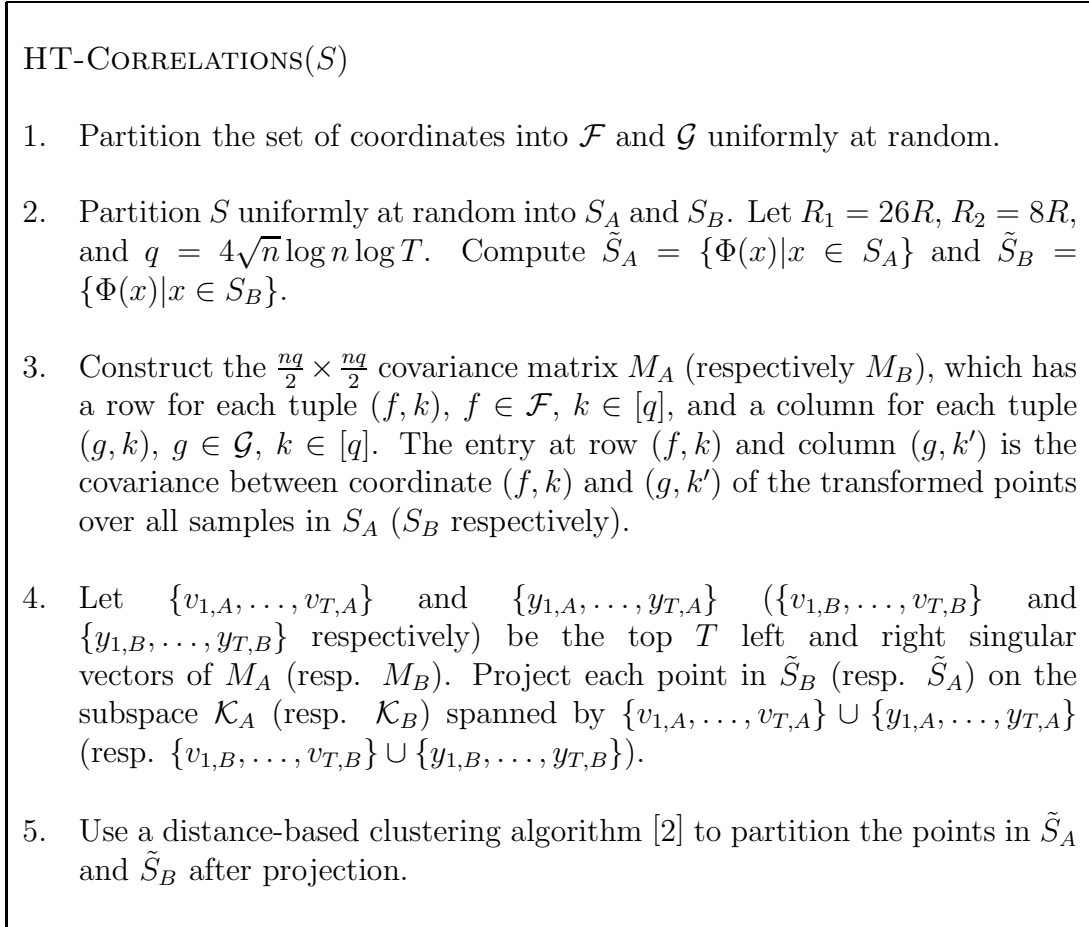 HT-CORRELATIONS(S)
1. Partition the set of coordinates into 𝓕 and 𝓖 uniformly at random.
2. Partition S uniformly at random into S_A and S_B. Let R_1 = 26R, R_2 = 8R,
and q = 4√n log n log T. Compute S̃_A = {Φ(x)|x ∈ S_A} and S̃_B =
{Φ(x)|x ∈ S_B}.
3. Construct the nq/2 × nq/2 covariance matrix M_A (respectively M_B), which has
a row for each tuple (f, k), f ∈ 𝓕, k ∈ [q], and a column for each tuple
(g, k), g ∈ 𝓖, k ∈ [q]. The entry at row (f, k) and column (g, k′) is the
covariance between coordinate (f, k) and (g, k′) of the transformed points
over all samples in S_A (S_B respectively).
4. Let {v_{1,A}, . . . , v_{T,A}} and {y_{1,A}, . . . , y_{T,A}} ({v_{1,B}, . . . , v_{T,B}} and
{y_{1,B}, . . . , y_{T,B}} respectively) be the top T left and right singular
vectors of M_A (resp. M_B). Project each point in S̃_B (resp. S̃_A) on the
subspace 𝓚_A (resp. 𝓚_B) spanned by {v_{1,A}, . . . , v_{T,A}} ∪ {y_{1,A}, . . . , y_{T,A}}
(resp. {v_{1,B}, . . . , v_{T,B}} ∪ {y_{1,B}, . . . , y_{T,B}}).
5. Use a distance-based clustering algorithm [2] to partition the points in S̃_A
and S̃_B after projection.